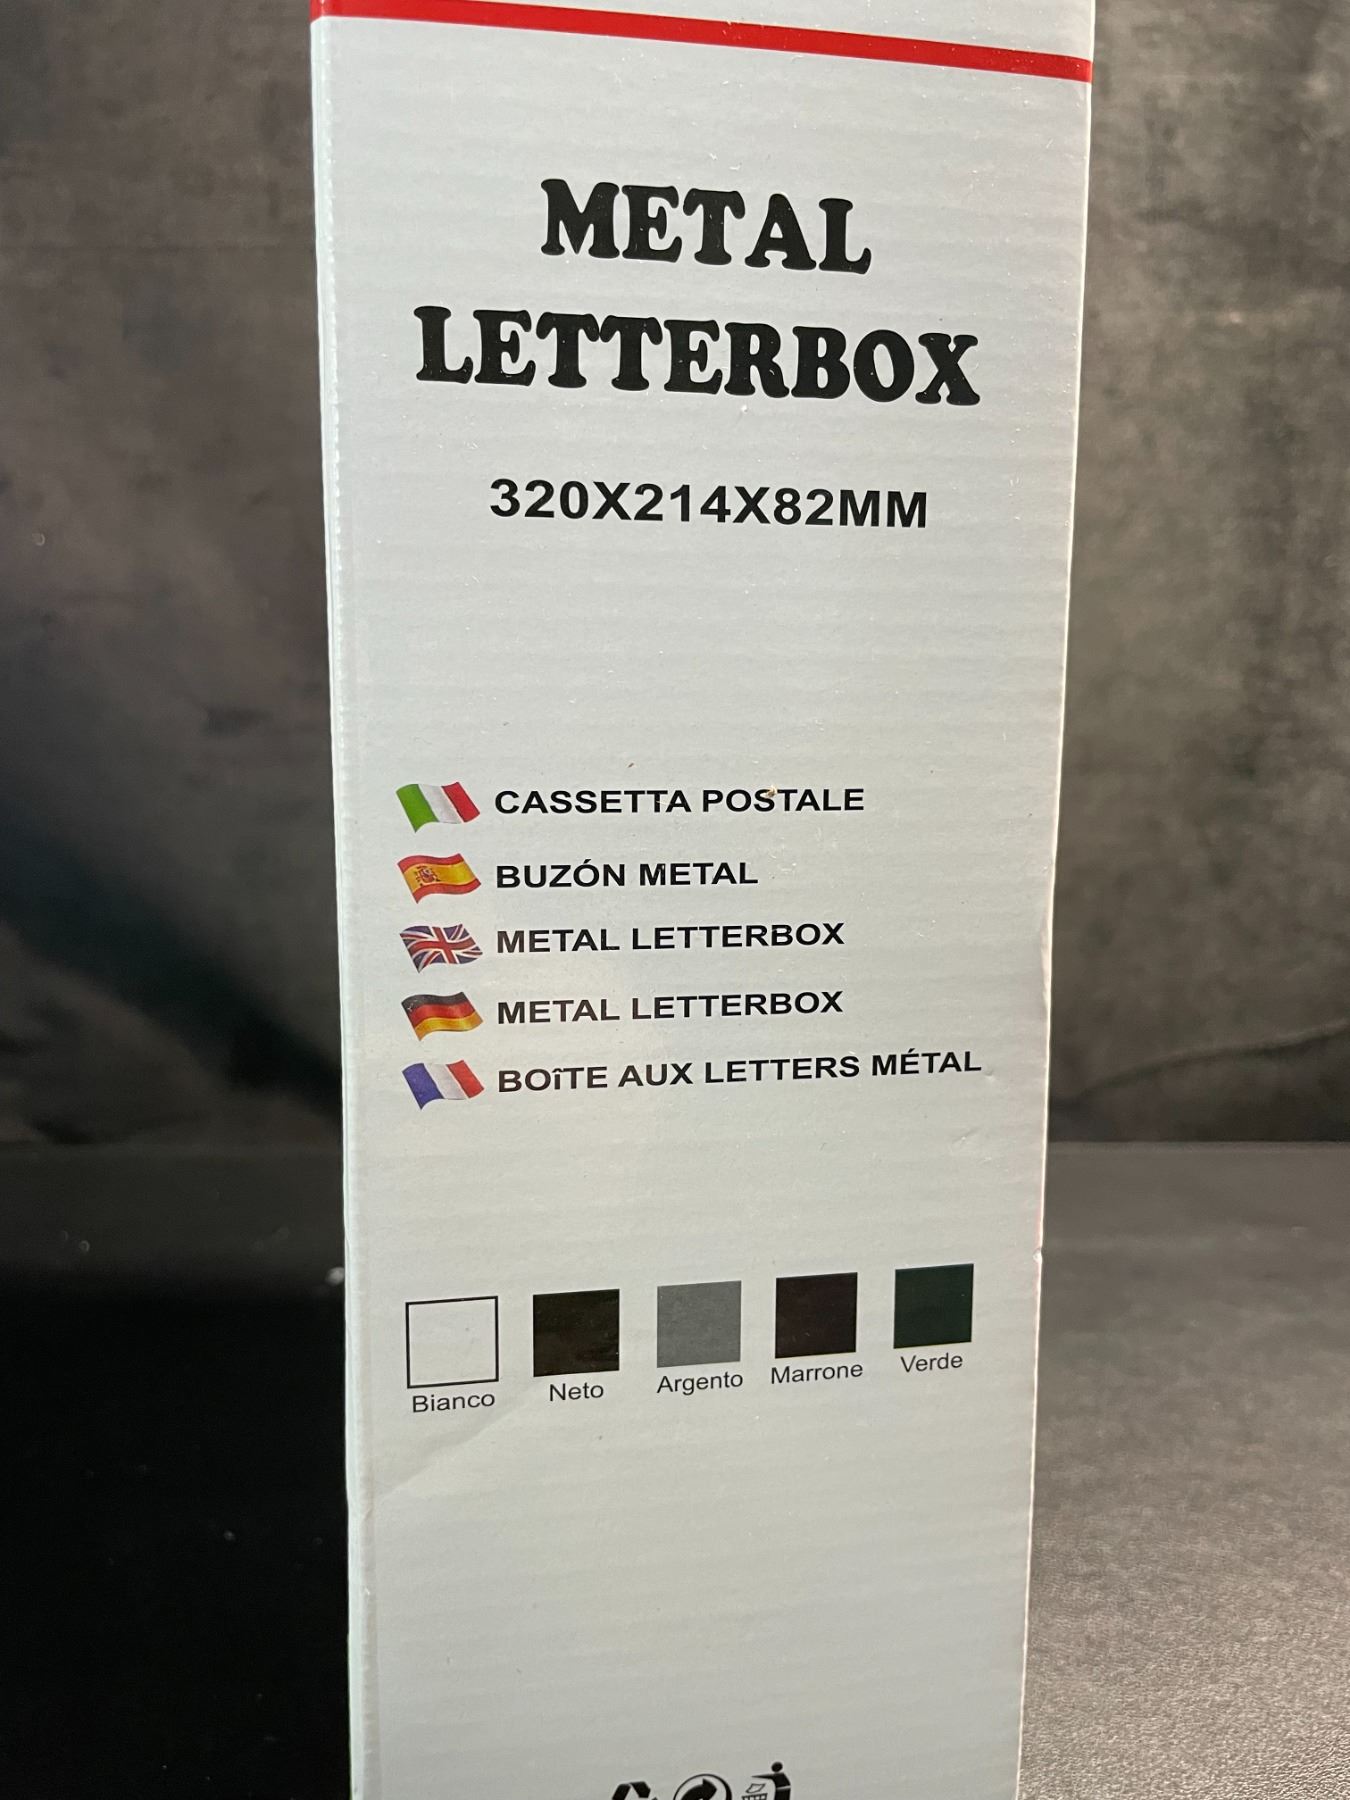 METAL
LETTERBOX
320X214X82MM
CASSETTA POSTALE
BUZÓN METAL
METAL LETTERBOX
METAL LETTERBOX
BOîTE AUX LETTERS MÉTAL
Bianco Neto Argento Marrone Verde